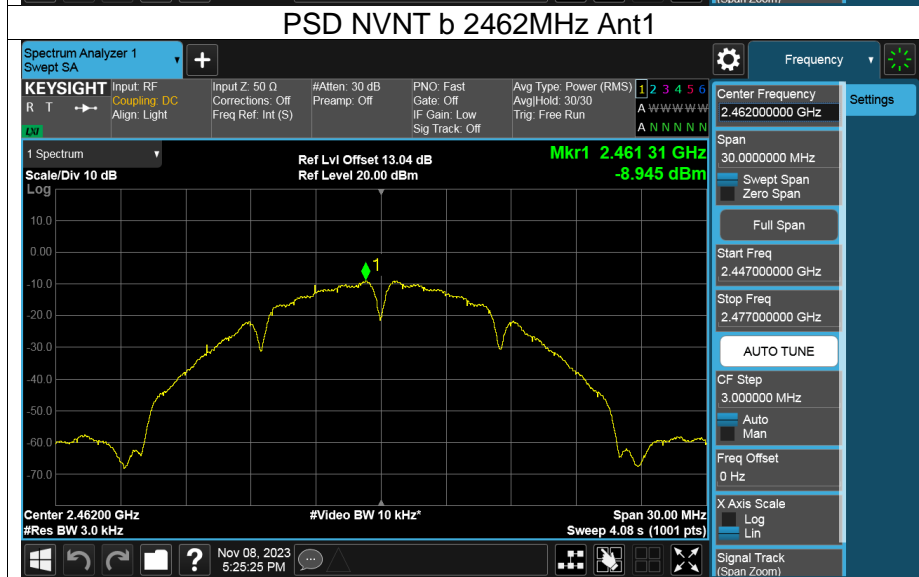 (Span Zoom)
PSD NVNT b 2462MHz Ant1
Spectrum Analyzer 1
Swept SA
+
Frequency
KEYSIGHT
R T
LXI
Input: RF
Coupling: DC
Align: Light
Input Z: 50 Ω
Corrections: Off
Freq Ref: Int (S)
#Atten: 30 dB
Preamp: Off
PNO: Fast
Gate: Off
IF Gain: Low
Sig Track: Off
Avg Type: Power (RMS)
Avg|Hold: 30/30
Trig: Free Run
1 2 3 4 5 6
A W W W W W
A N N N N N
1 Spectrum
Scale/Div 10 dB
Log
Ref Lvl Offset 13.04 dB
Ref Level 20.00 dBm
Mkr1 2.461 31 GHz
-8.945 dBm
10.0
0.00
-10.0
-20.0
-30.0
-40.0
-50.0
-60.0
-70.0
1
Center 2.46200 GHz
#Res BW 3.0 kHz
#Video BW 10 kHz*
Span 30.00 MHz
Sweep 4.08 s (1001 pts)
Center Frequency
2.462000000 GHz
Settings
Span
30.0000000 MHz
Swept Span
Zero Span
Full Span
Start Freq
2.447000000 GHz
Stop Freq
2.477000000 GHz
AUTO TUNE
CF Step
3.000000 MHz
Auto
Man
Freq Offset
0 Hz
X Axis Scale
Log
Lin
Signal Track
(Span Zoom)
?
Nov 08, 2023
5:25:25 PM